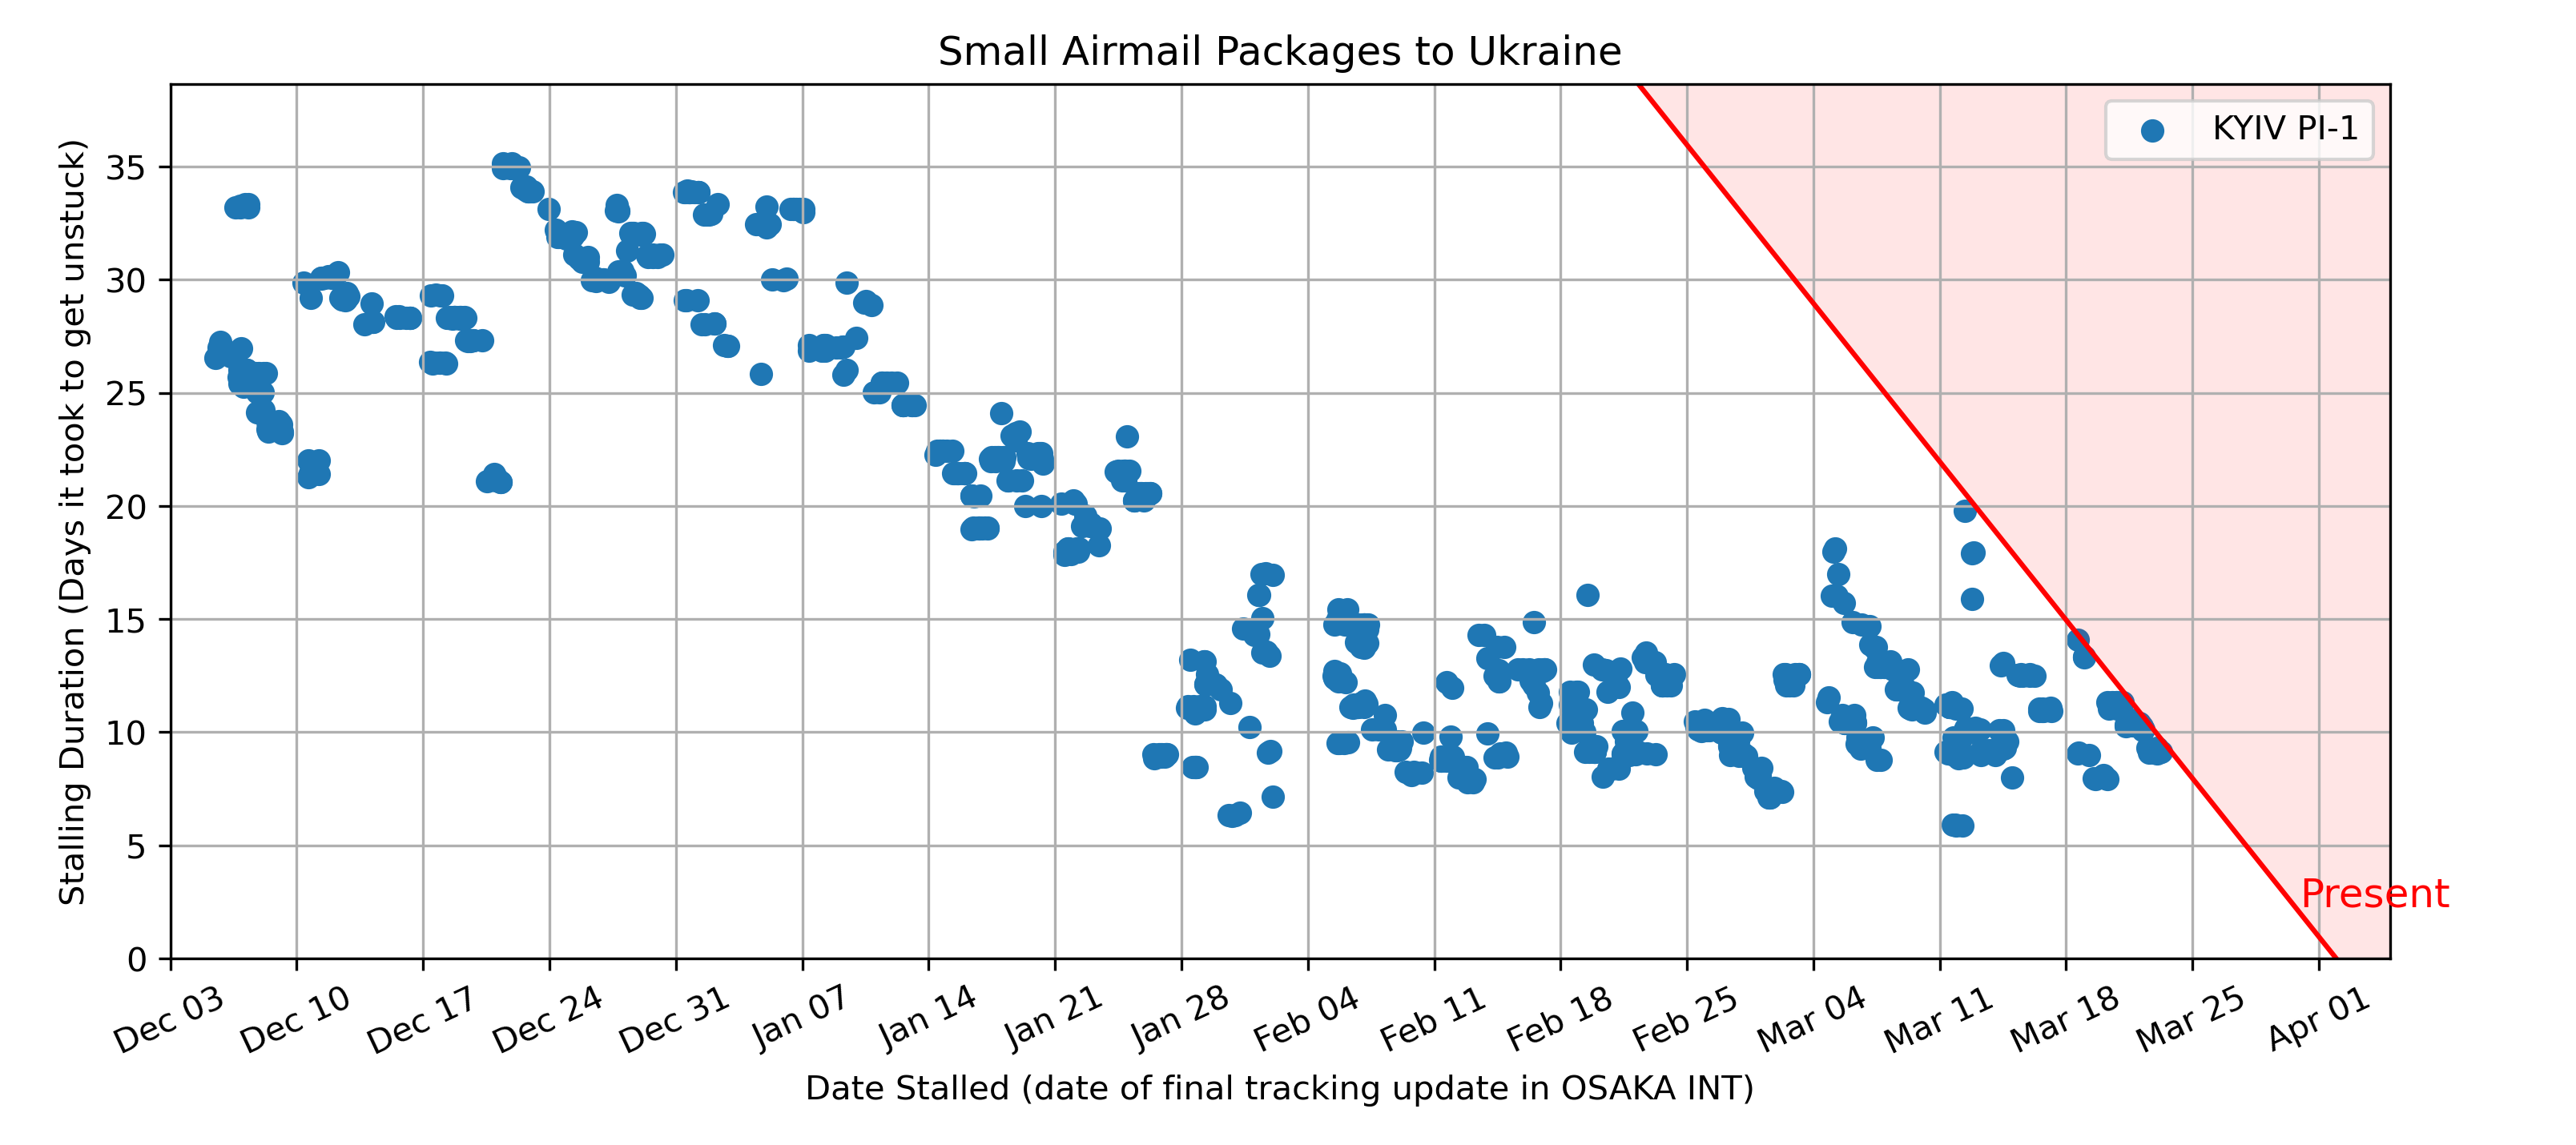 Small Airmail Packages to Ukraine
KYIV PI-1
Stalling Duration (Days it took to get unstuck)
35
30
25
20
15
10
5
0
Present
Dec 03
Dec 10
Dec 17
Dec 24
Dec 31
Jan 07
Jan 14
Jan 21
Jan 28
Feb 04
Feb 11
Feb 18
Feb 25
Mar 04
Mar 11
Mar 18
Mar 25
Apr 01
Date Stalled (date of final tracking update in OSAKA INT)